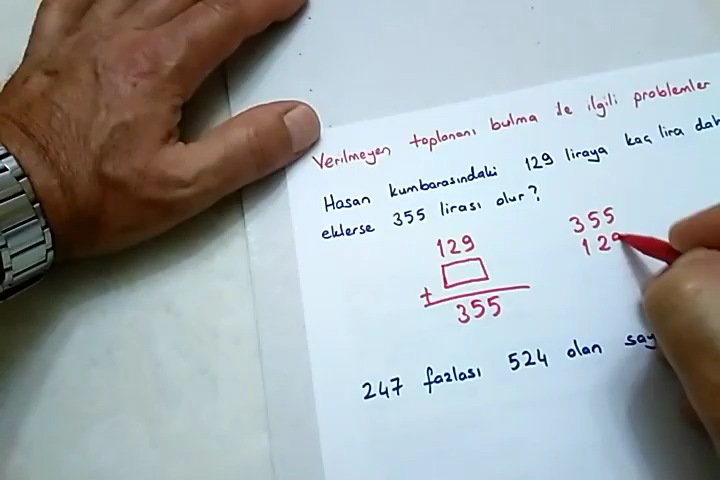 Verilmeyen toplananı bulma ile ilgili problemler
Hasan kumbarasındaki 129 liraya kaç lira
eklerse 355 lirası olur?
129
+
355
355
129
247 fazlası 524 olan